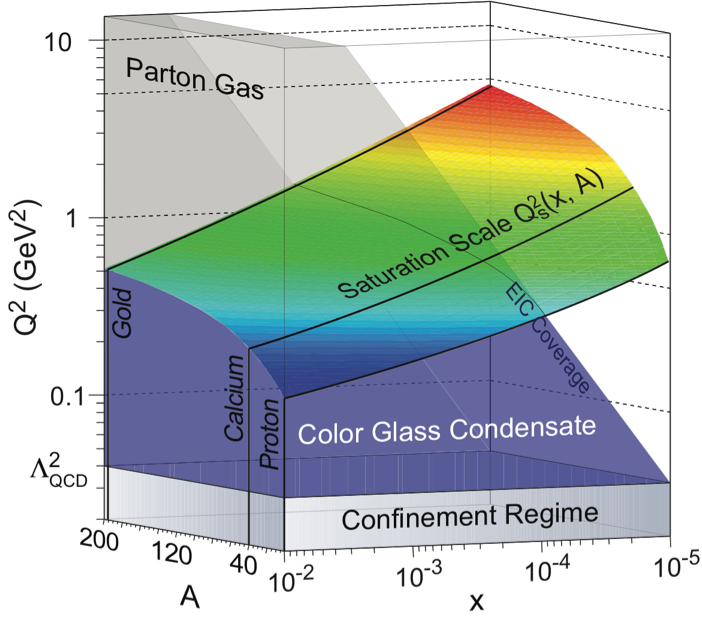 10
Parton Gas
1
Q² (GeV²)
Saturation Scale Q²s(x, A)
EIC Coverage
Gold
Calcium
Proton
0.1
Color Glass Condensate
Λ²QCD
Confinement Regime
200
120
40
A
10⁻²
10⁻³
10⁻⁴
10⁻⁵
x